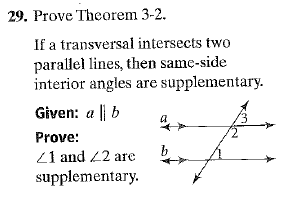 29. Prove Theorem 3-2.
If a transversal intersects two
parallel lines, then same-side
interior angles are supplementary.
Given: a ∥ b
Prove:
∠1 and ∠2 are
supplementary.
a
3
2
b
1